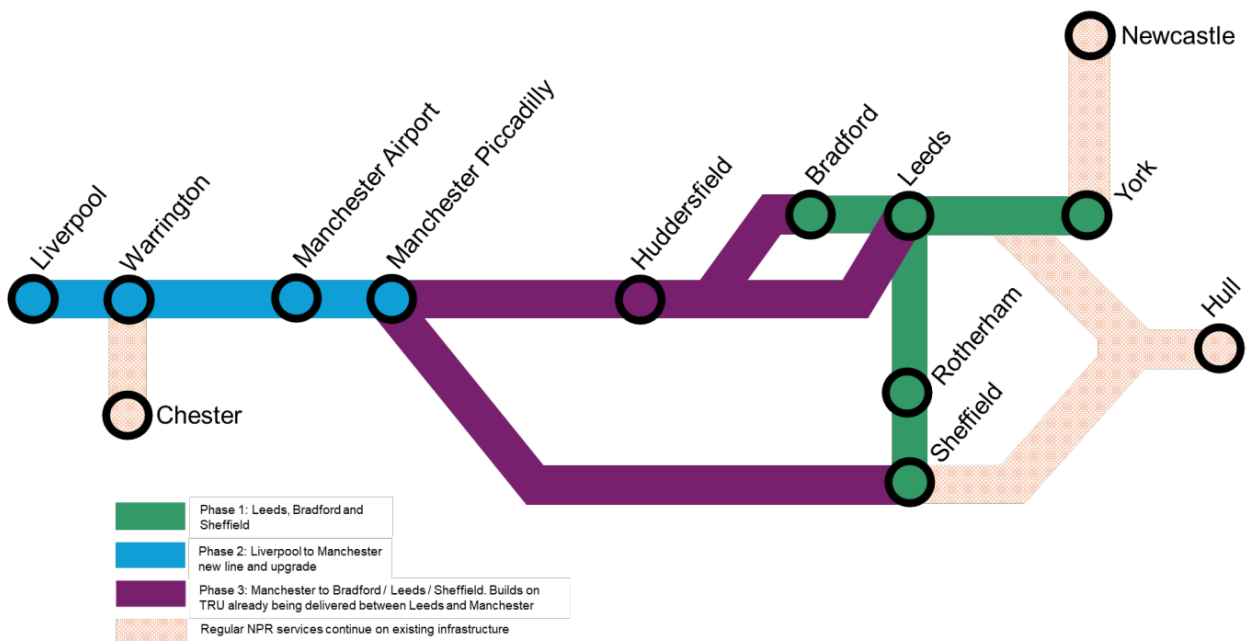 Newcastle
Liverpool
Warrington
Manchester Airport
Manchester Piccadilly
Huddersfield
Bradford
Leeds
York
Hull
Rotherham
Sheffield
Chester
Phase 1: Leeds, Bradford and
Sheffield
Phase 2: Liverpool to Manchester
new line and upgrade
Phase 3: Manchester to Bradford / Leeds / Sheffield. Builds on
TRU already being delivered between Leeds and Manchester
Regular NPR services continue on existing infrastructure